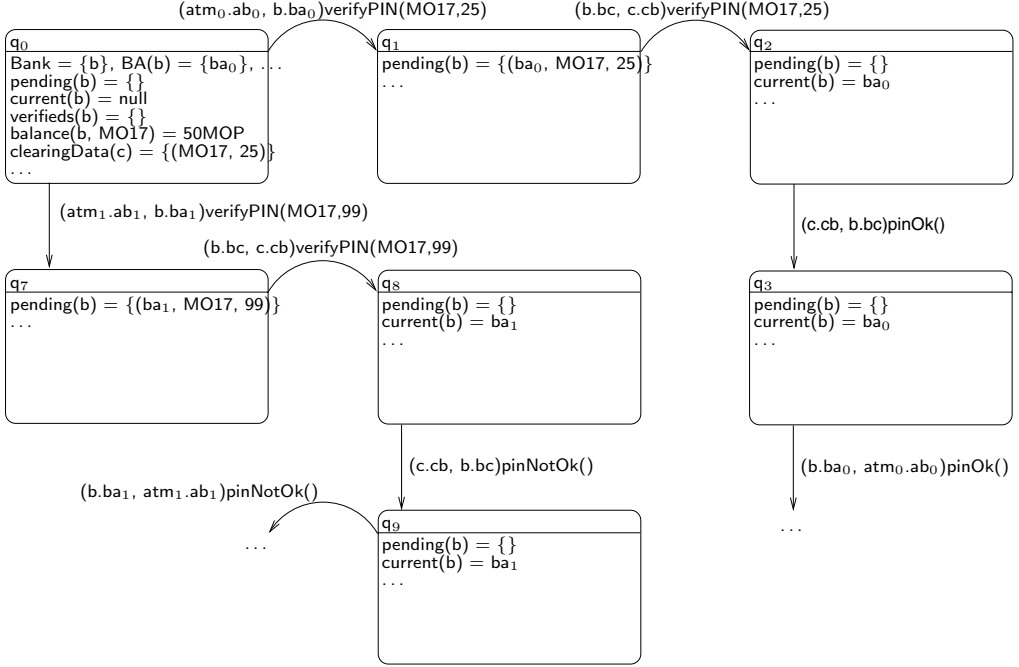 (atm₀.ab₀, b.ba₀)verifyPIN(MO17,25)
(b.bc, c.cb)verifyPIN(MO17,25)
q₀
Bank = {b}, BA(b) = {ba₀}, ...
pending(b) = {}
current(b) = null
verifieds(b) = {}
balance(b, MO17) = 50MOP
clearingData(c) = {(MO17, 25)}
...
q₁
pending(b) = {(ba₀, MO17, 25)}
...
q₂
pending(b) = {}
current(b) = ba₀
...
(atm₁.ab₁, b.ba₁)verifyPIN(MO17,99)
(c.cb, b.bc)pinOk()
(b.bc, c.cb)verifyPIN(MO17,99)
q₇
pending(b) = {(ba₁, MO17, 99)}
...
q₈
pending(b) = {}
current(b) = ba₁
...
q₃
pending(b) = {}
current(b) = ba₀
...
(c.cb, b.bc)pinNotOk()
(b.ba₀, atm₀.ab₀)pinOk()
(b.ba₁, atm₁.ab₁)pinNotOk()
...
...
q₉
pending(b) = {}
current(b) = ba₁
...